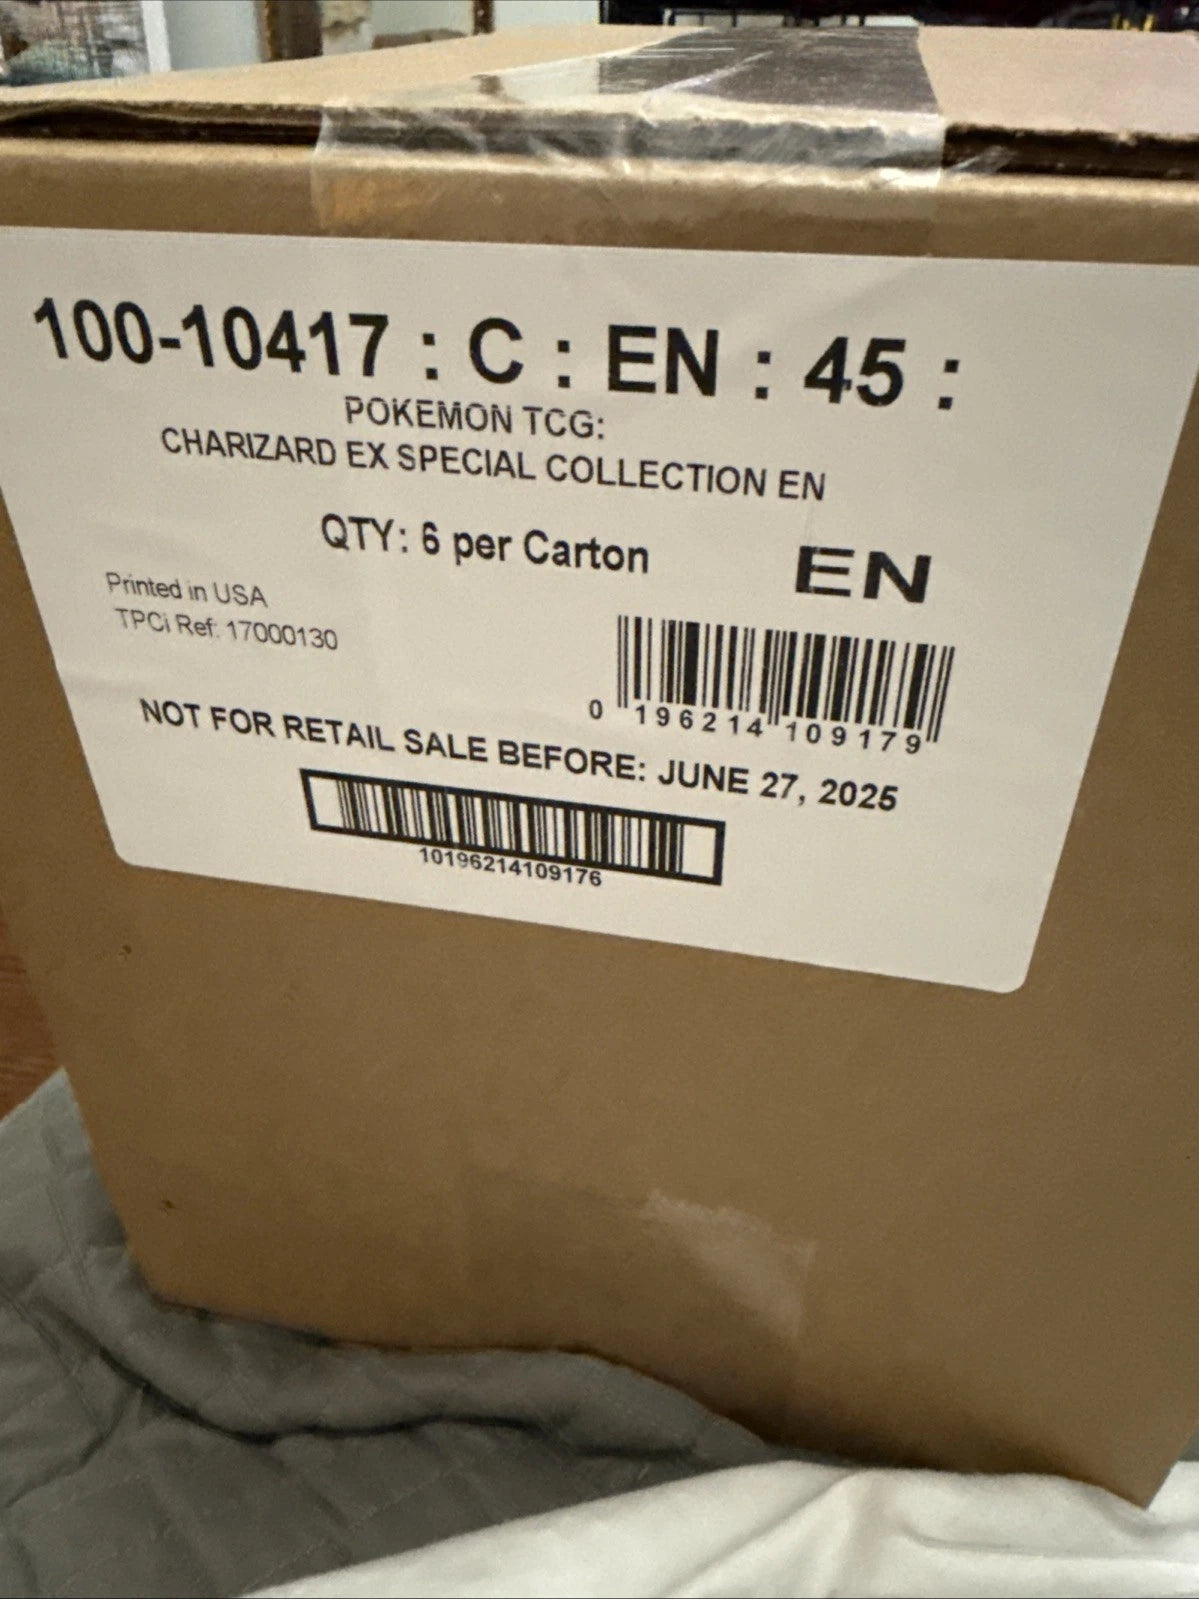 100-10417 : C : EN : 45 :
POKEMON TCG:
CHARIZARD EX SPECIAL COLLECTION EN
QTY: 6 per Carton
EN
Printed in USA
TPCi Ref: 17000130
0 196214 109179
NOT FOR RETAIL SALE BEFORE: JUNE 27, 2025
10196214109176